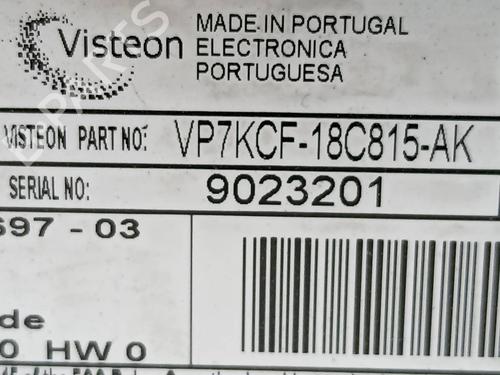 Visteon
MADE IN PORTUGAL
ELECTRONICA
PORTUGUESA
VISTEON PART NO: VP7KCF-18C815-AK
SERIAL NO: 9023201
697 - 03
de
0 HW 0